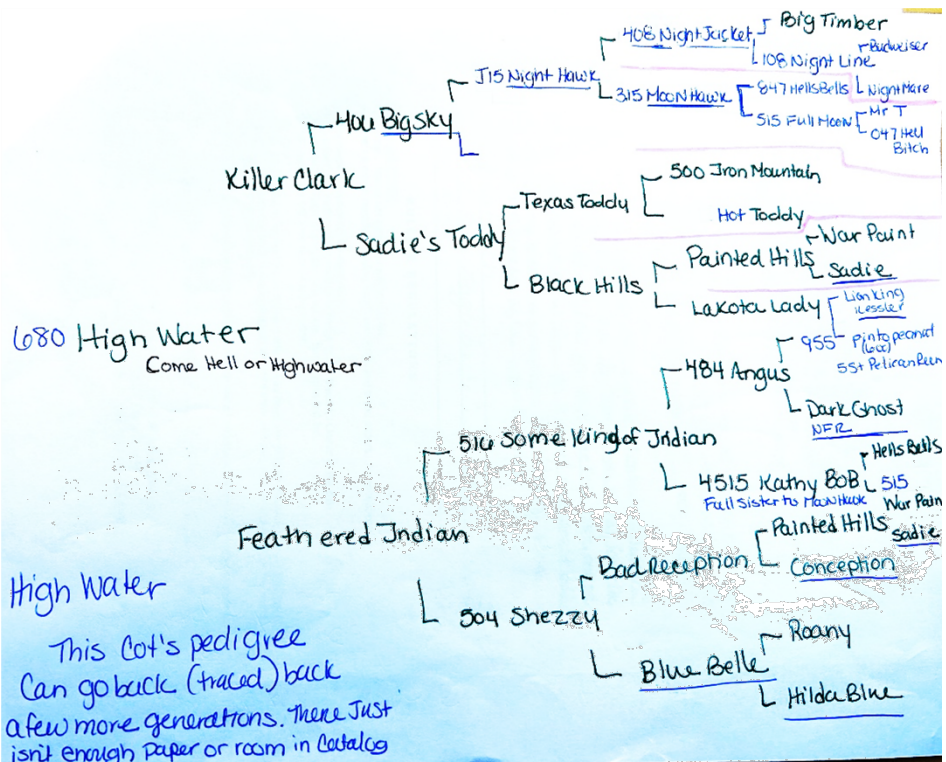 408 Night Jacket
Big Timber
108 Night Line
Budweiser
Night Mare
J15 Night Hawk
315 Moon Hawk
847 Hells Bells
515 Full Moon
Mr T
047 Hell
Bitch
406 Bigsky
Killer Clark
Sadie's Toddy
Texas Toddy
500 Iron Mountain
Hot Toddy
Black Hills
Painted Hills
War Paint
Sadie
Lakota Lady
Lion King
Kessler
680 High Water
Come Hell or Highwater
955
Pinto peanut
55+ Pelican
484 Angus
Dark Ghost
NFR
516 Some Kind of Indian
4515 Kathy BOB
Full Sister to Moon Hawk
Hells Bells
515
Feathered Indian
Bad Reception
Painted Hills
War Pain
Sadie
Conception
504 Shezzy
Blue Belle
Roany
Hilda Blue
High Water
This Colt's pedigree
Can go back (traced) back
a few more generations. There Just
isn't enough Paper or room in Catalog